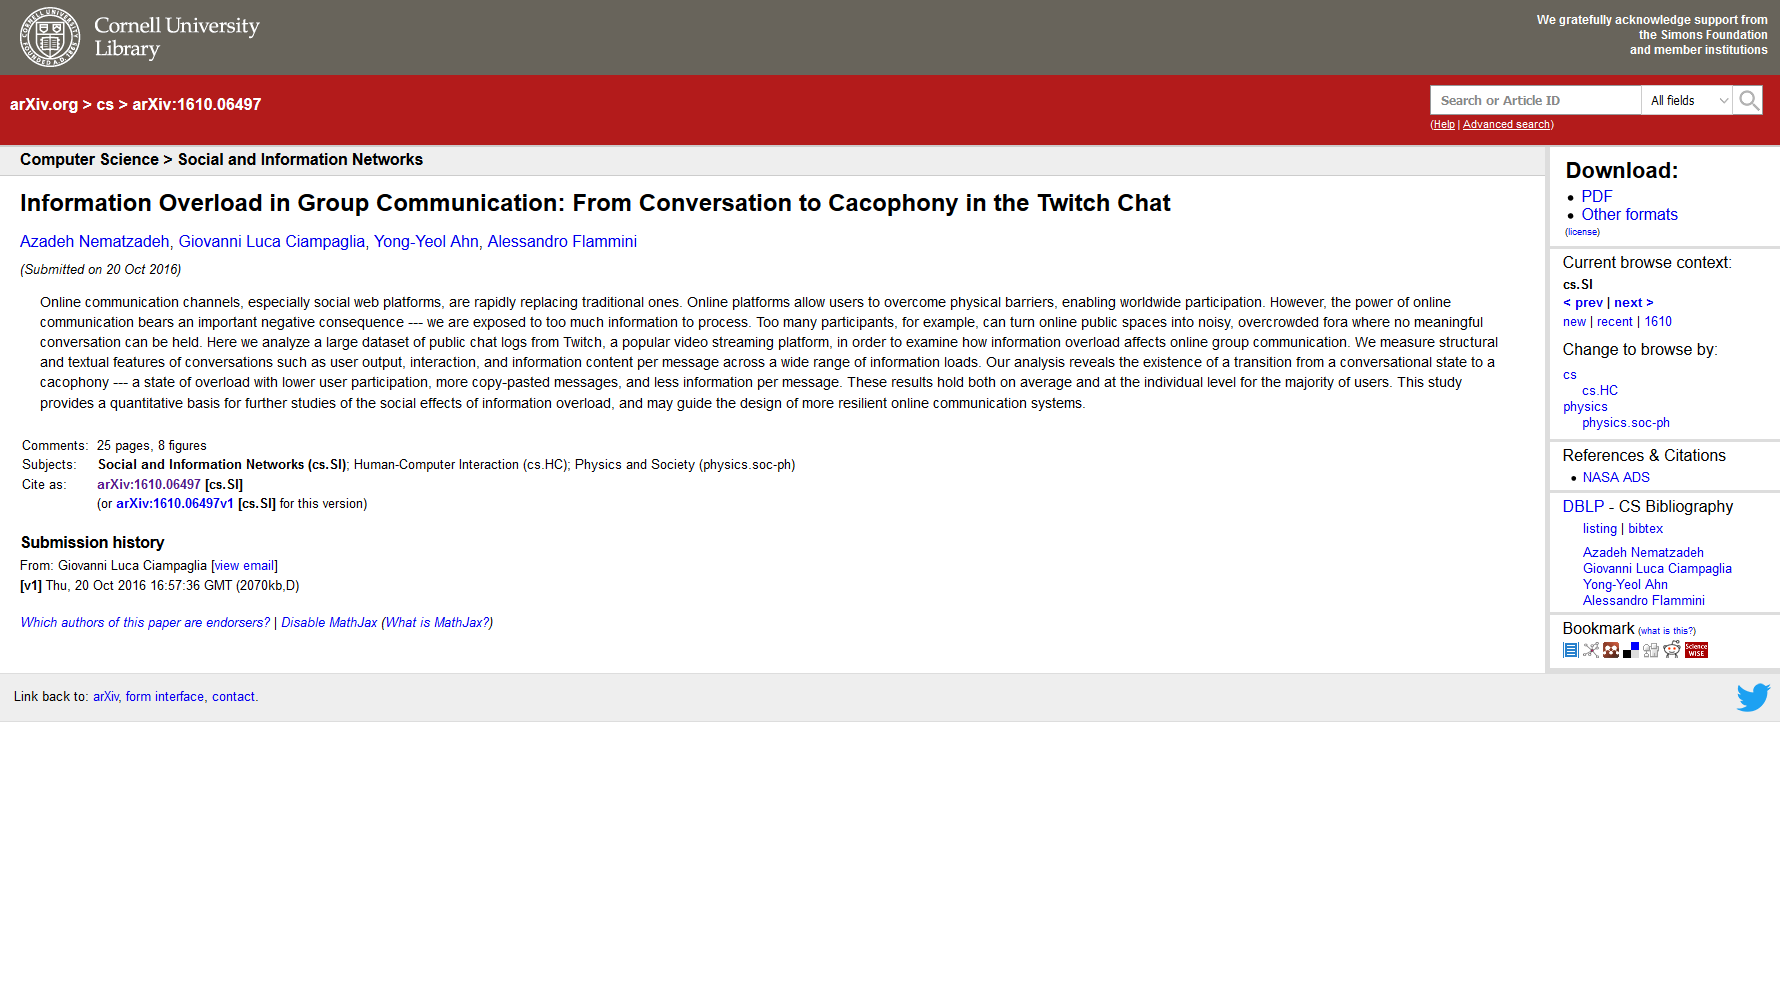 Cornell University
Library
We gratefully acknowledge support from
the Simons Foundation
and member institutions
arXiv.org > cs > arXiv:1610.06497
Search or Article ID
All fields
(Help | Advanced search)
Computer Science > Social and Information Networks
Information Overload in Group Communication: From Conversation to Cacophony in the Twitch Chat
Azadeh Nematzadeh, Giovanni Luca Ciampaglia, Yong-Yeol Ahn, Alessandro Flammini
(Submitted on 20 Oct 2016)
Online communication channels, especially social web platforms, are rapidly replacing traditional ones. Online platforms allow users to overcome physical barriers, enabling worldwide participation. However, the power of online
communication bears an important negative consequence --- we are exposed to too much information to process. Too many participants, for example, can turn online public spaces into noisy, overcrowded fora where no meaningful
conversation can be held. Here we analyze a large dataset of public chat logs from Twitch, a popular video streaming platform, in order to examine how information overload affects online group communication. We measure structural
and textual features of conversations such as user output, interaction, and information content per message across a wide range of information loads. Our analysis reveals the existence of a transition from a conversational state to a
cacophony --- a state of overload with lower user participation, more copy-pasted messages, and less information per message. These results hold both on average and at the individual level for the majority of users. This study
provides a quantitative basis for further studies of the social effects of information overload, and may guide the design of more resilient online communication systems.
Comments: 25 pages, 8 figures
Subjects: Social and Information Networks (cs.SI); Human-Computer Interaction (cs.HC); Physics and Society (physics.soc-ph)
Cite as: arXiv:1610.06497 [cs.SI]
(or arXiv:1610.06497v1 [cs.SI] for this version)
Submission history
From: Giovanni Luca Ciampaglia [view email]
[v1] Thu, 20 Oct 2016 16:57:36 GMT (2070kb,D)
Which authors of this paper are endorsers? | Disable MathJax (What is MathJax?)
Download:
PDF
Other formats
(license)
Current browse context:
cs.SI
< prev | next >
new | recent | 1610
Change to browse by:
cs
cs.HC
physics
physics.soc-ph
References & Citations
NASA ADS
DBLP - CS Bibliography
listing | bibtex
Azadeh Nematzadeh
Giovanni Luca Ciampaglia
Yong-Yeol Ahn
Alessandro Flammini
Bookmark (what is this?)
Science
WISE
Link back to: arXiv, form interface, contact.